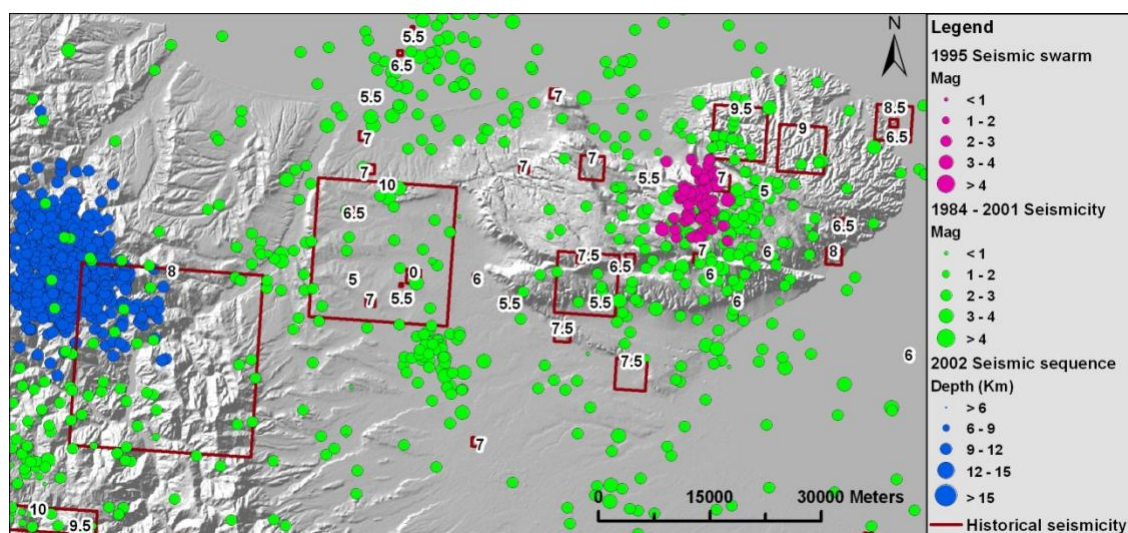 5.5
N
6.5
5.5
7
9.5
9
8.5
6.5
7
7
7
7
5.5
7
5
10
6.5
6.5
8
0
5
7
5.5
6
7.5
6.5
7
6
6
8
5.5
5.5
6
7.5
7.5
6
7
10
9.5
0 15000 30000 Meters
Legend
1995 Seismic swarm
Mag
< 1
1 - 2
2 - 3
3 - 4
> 4
1984 - 2001 Seismicity
Mag
<1
1 - 2
2 - 3
3 - 4
> 4
2002 Seismic sequence
Depth (Km)
> 6
6 - 9
9 - 12
12 - 15
> 15
Historical seismicity